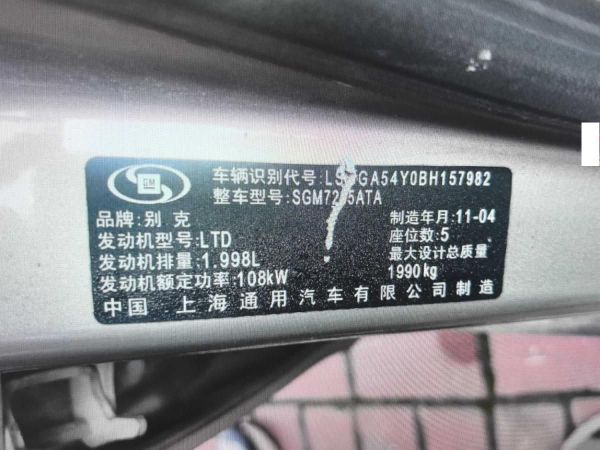 GM
车辆识别代号:LS GA54Y0BH157982
整车型号:SGM72 5ATA
品牌:别克
制造年月:11-04
发动机型号:LTD
座位数:5
发动机排量:1.998L
最大设计总质量
发动机额定功率:108kW
1990kg
中国 上海通用汽车有限公司制造